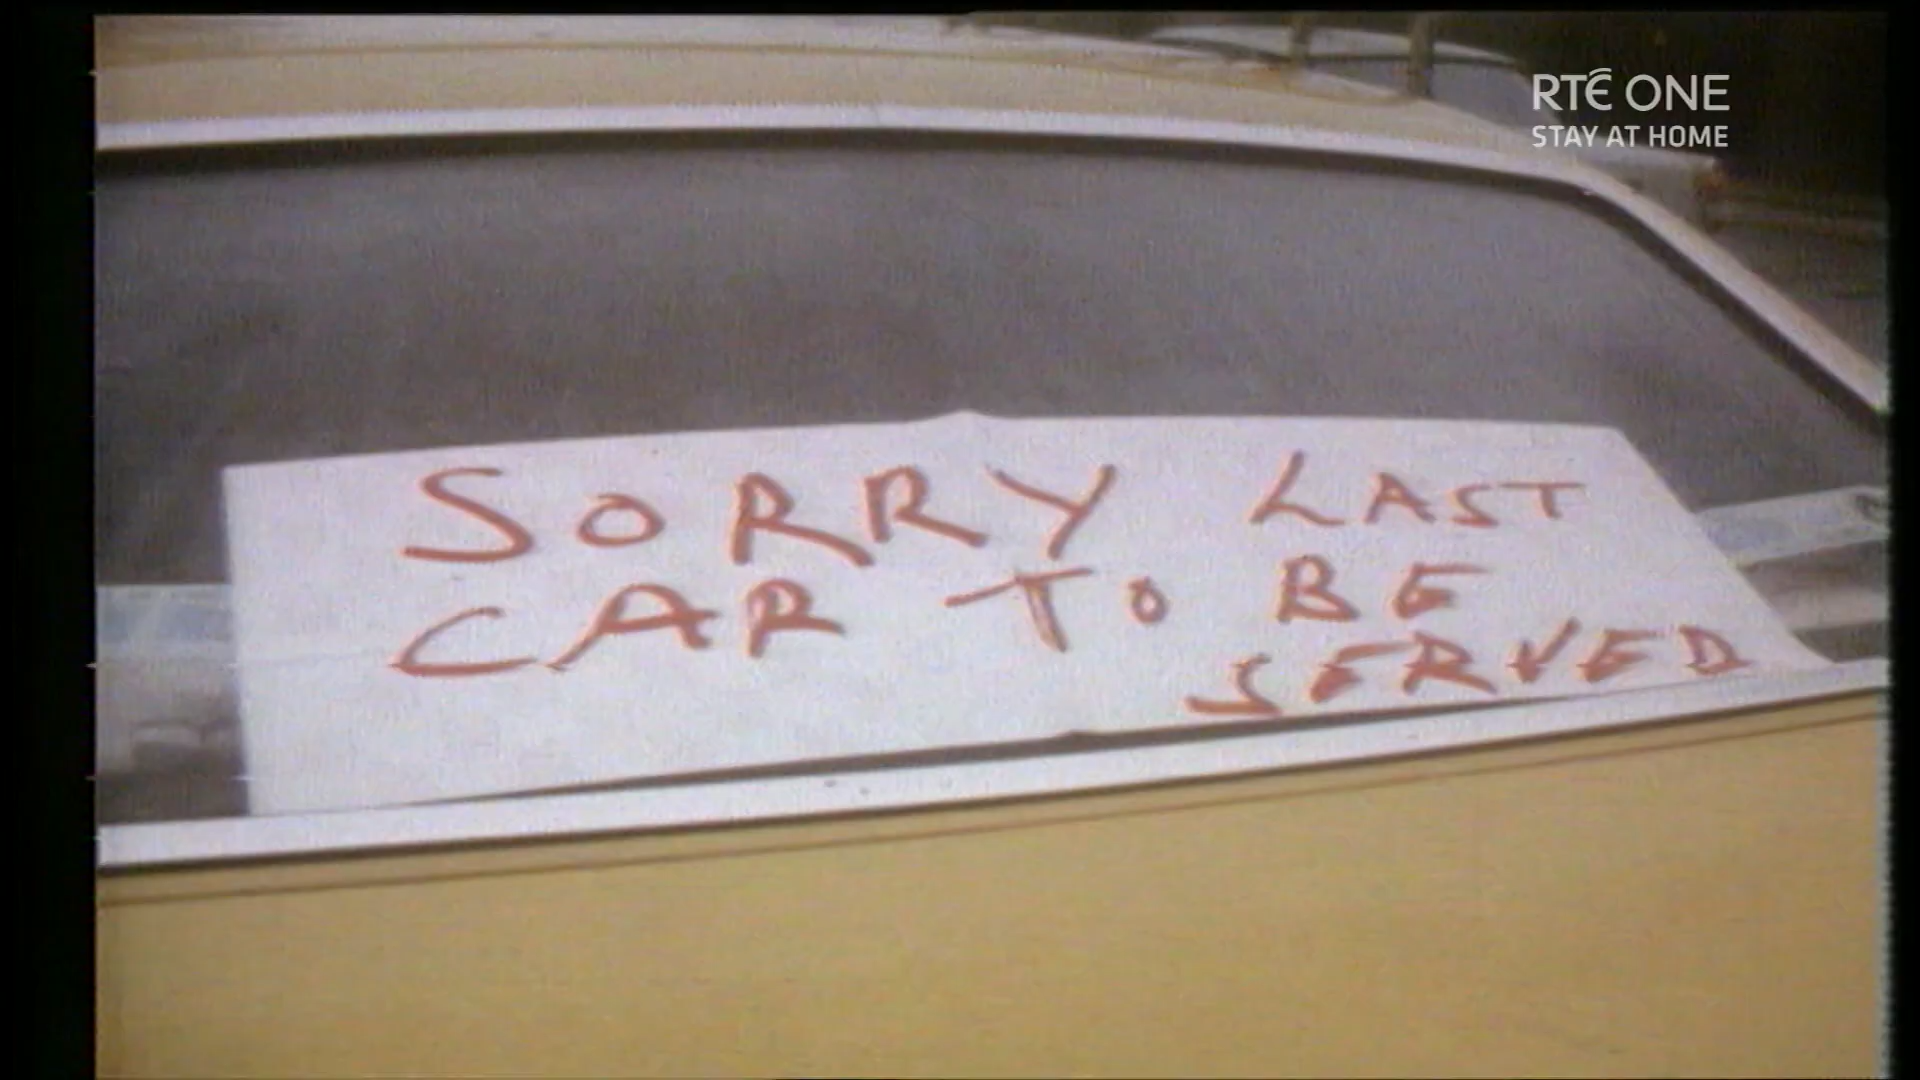 RTÉ ONE
STAY AT HOME
SORRY LAST
CAR TO BE
SERVED